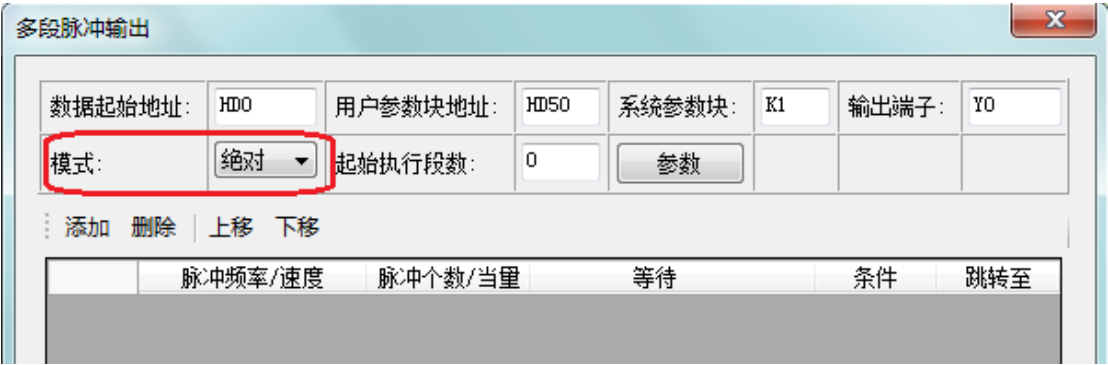 多段脉冲输出
数据起始地址: HD0 用户参数块地址: HD50 系统参数块: K1 输出端子: Y0
模式: 绝对 起始执行段数: 0 参数
添加 删除 上移 下移
脉冲频率/速度 脉冲个数/当量 等待 条件 跳转至